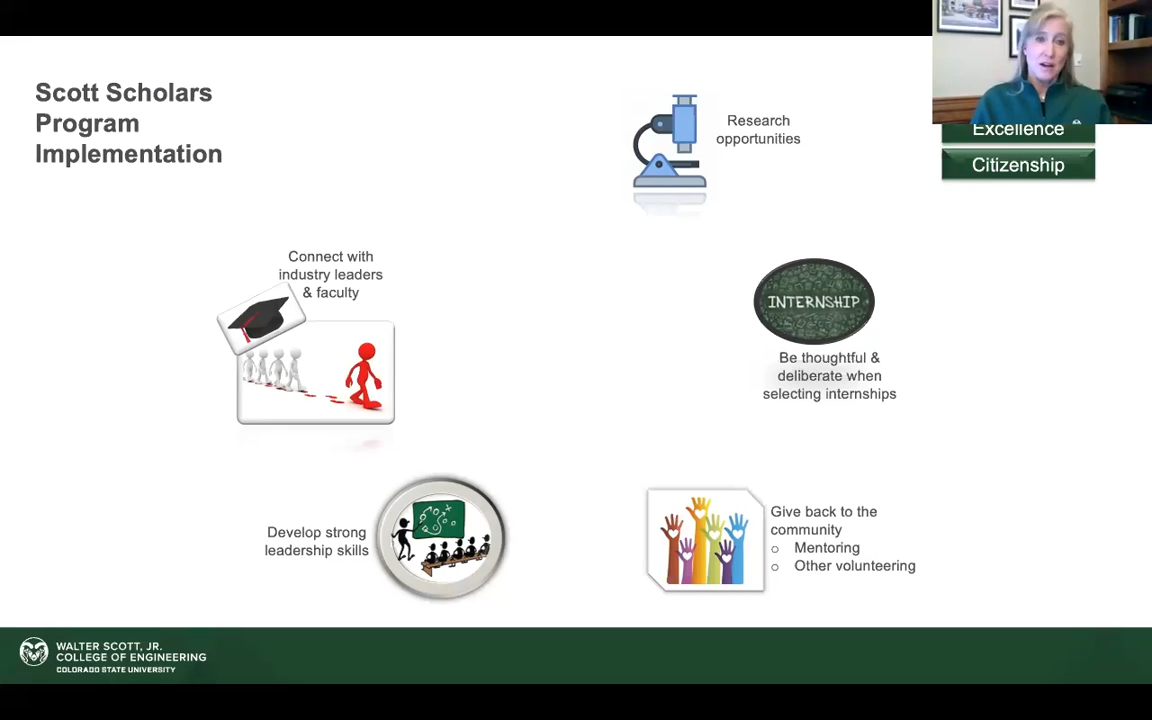 Scott Scholars
Program
Implementation
Research
opportunities
Excellence
Citizenship
Connect with
industry leaders
& faculty
INTERNSHIP
Be thoughtful &
deliberate when
selecting internships
Develop strong
leadership skills
Give back to the
community
o Mentoring
o Other volunteering
WALTER SCOTT, JR.
COLLEGE OF ENGINEERING
COLORADO STATE UNIVERSITY